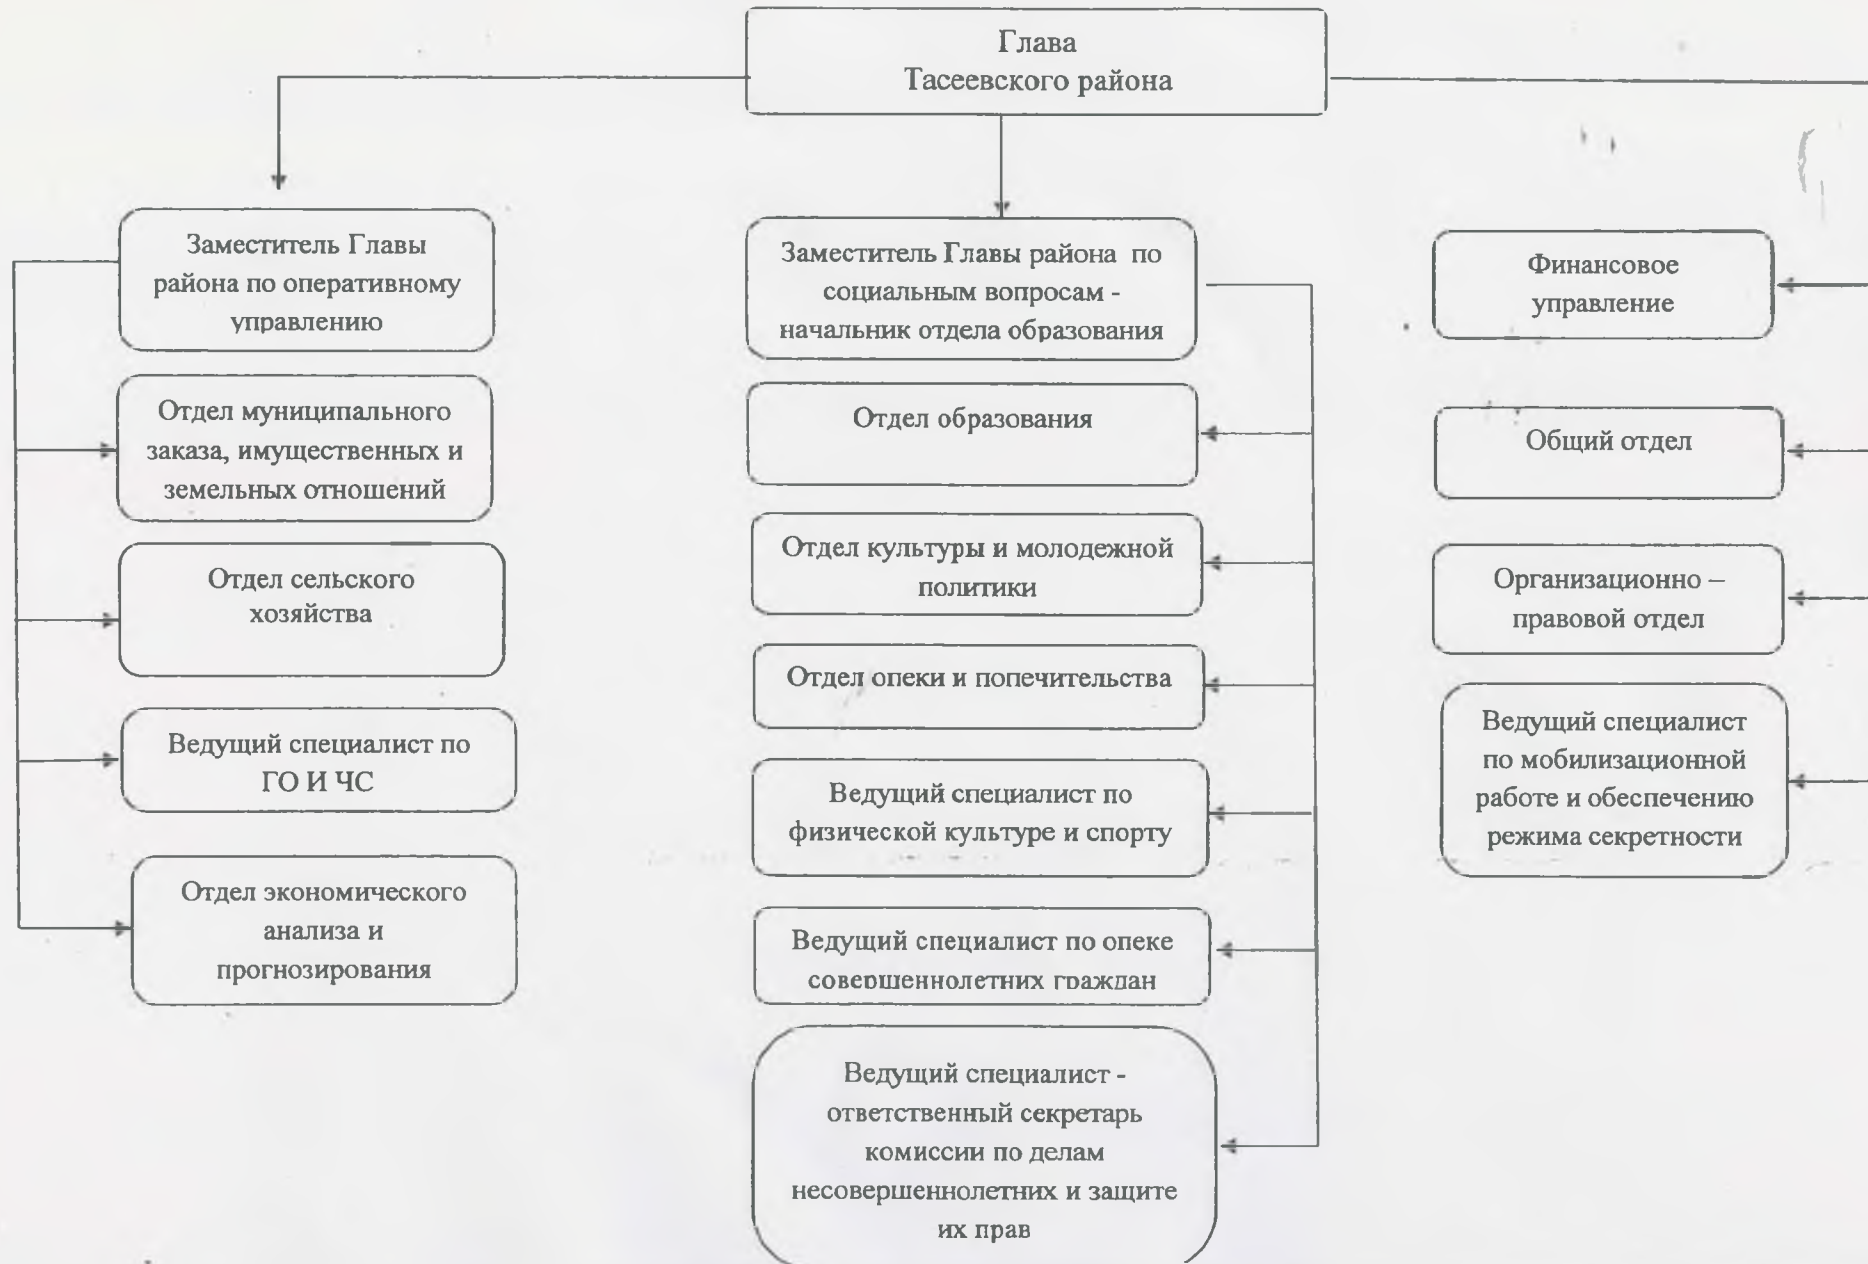 Глава
Тасеевского района
Заместитель Главы
района по оперативному
управлению
Отдел муниципального
заказа, имущественных и
земельных отношений
Отдел сельского
хозяйства
Ведущий специалист по
ГО И ЧС
Отдел экономического
анализа и
прогнозирования
Заместитель Главы района по
социальным вопросам -
начальник отдела образования
Отдел образования
Отдел культуры и молодежной
политики
Отдел опеки и попечительства
Ведущий специалист по
физической культуре и спорту
Ведущий специалист по опеке
совершеннолетних граждан
Ведущий специалист -
ответственный секретарь
комиссии по делам
несовершеннолетних и защите
их прав
Финансовое
управление
Общий отдел
Организационно –
правовой отдел
Ведущий специалист
по мобилизационной
работе и обеспечению
режима секретности